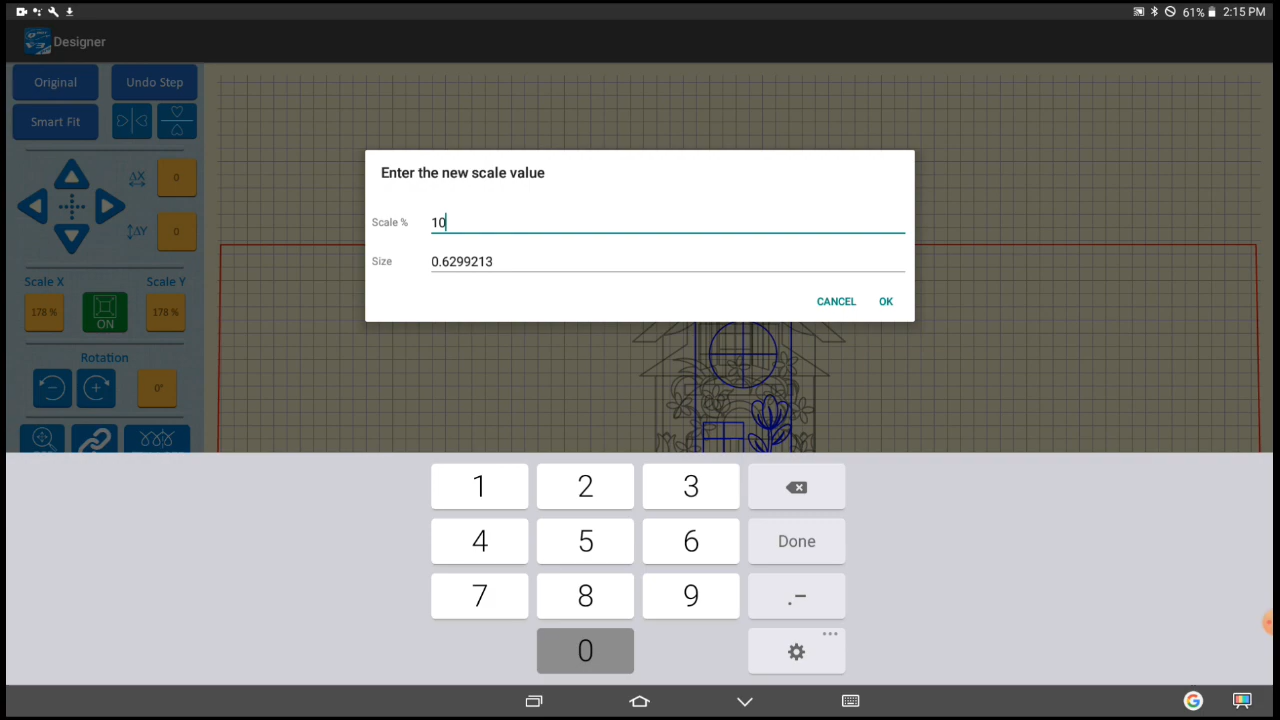 61% 2:15 PM
Designer
Original Undo Step
Smart Fit
ΔX 0
ΔY 0
Scale X Scale Y
178 % ON 178 %
Rotation
0°
Enter the new scale value
Scale % 10
Size 0.6299213
CANCEL OK
1 2 3
4 5 6 Done
7 8 9 .-
0
G